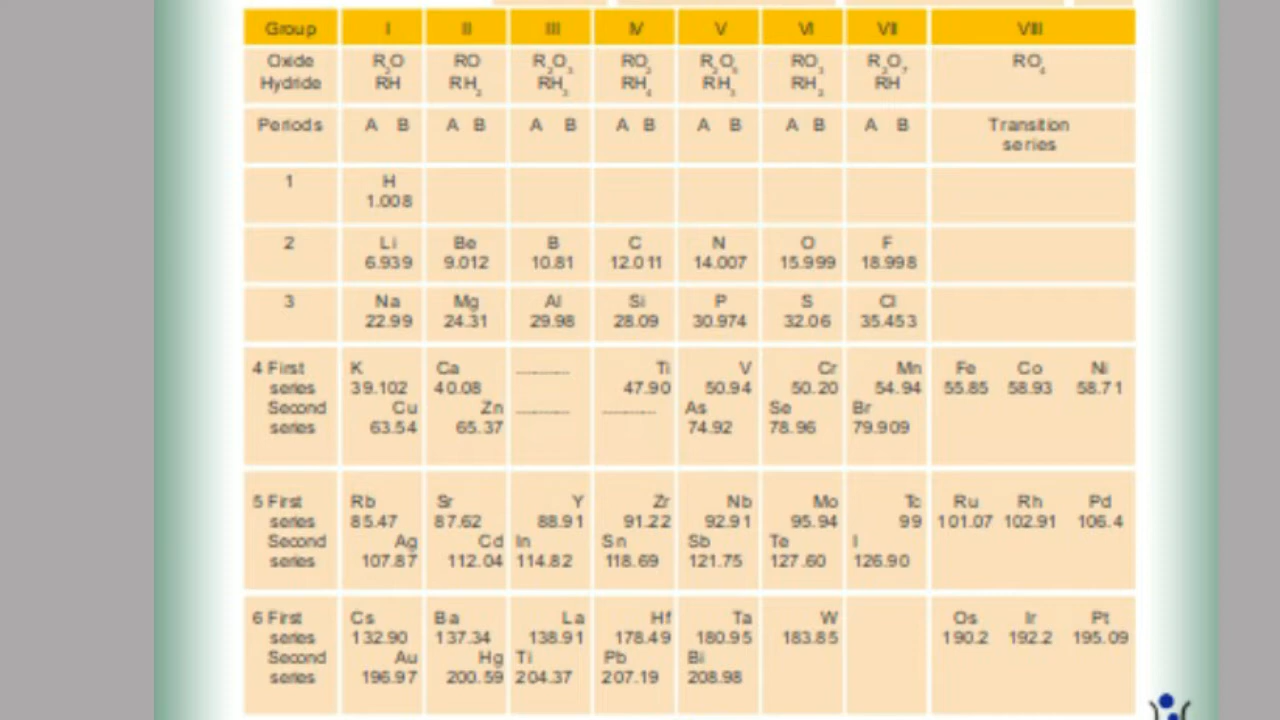 Group I II III IV V VI VII VIII
Oxide R2O RO R2O3 RO2 R2O5 RO3 R2O7 RO4
Hydride RH RH2 RH3 RH4 RH3 RH2 RH
Periods A B A B A B A B A B A B A B Transition
series
1 H
1.008
2 Li Be B C N O F
6.939 9.012 10.81 12.011 14.007 15.999 18.998
3 Na Mg Al Si P S Cl
22.99 24.31 29.98 28.09 30.974 32.06 35.453
4 First K Ca Ti V Cr Mn Fe Co Ni
series 39.102 40.08 47.90 50.94 50.20 54.94 55.85 58.93 58.71
Second Cu Zn As Se Br
series 63.54 65.37 74.92 78.96 79.909
5 First Rb Sr Y Zr Nb Mo Tc Ru Rh Pd
series 85.47 87.62 88.91 91.22 92.91 95.94 99 101.07 102.91 106.4
Second Ag Cd In Sn Sb Te I
series 107.87 112.04 114.82 118.69 121.75 127.60 126.90
6 First Cs Ba La Hf Ta W Os Ir Pt
series 132.90 137.34 138.91 178.49 180.95 183.85 190.2 192.2 195.09
Second Au Hg Ti Pb Bi
series 196.97 200.59 204.37 207.19 208.98